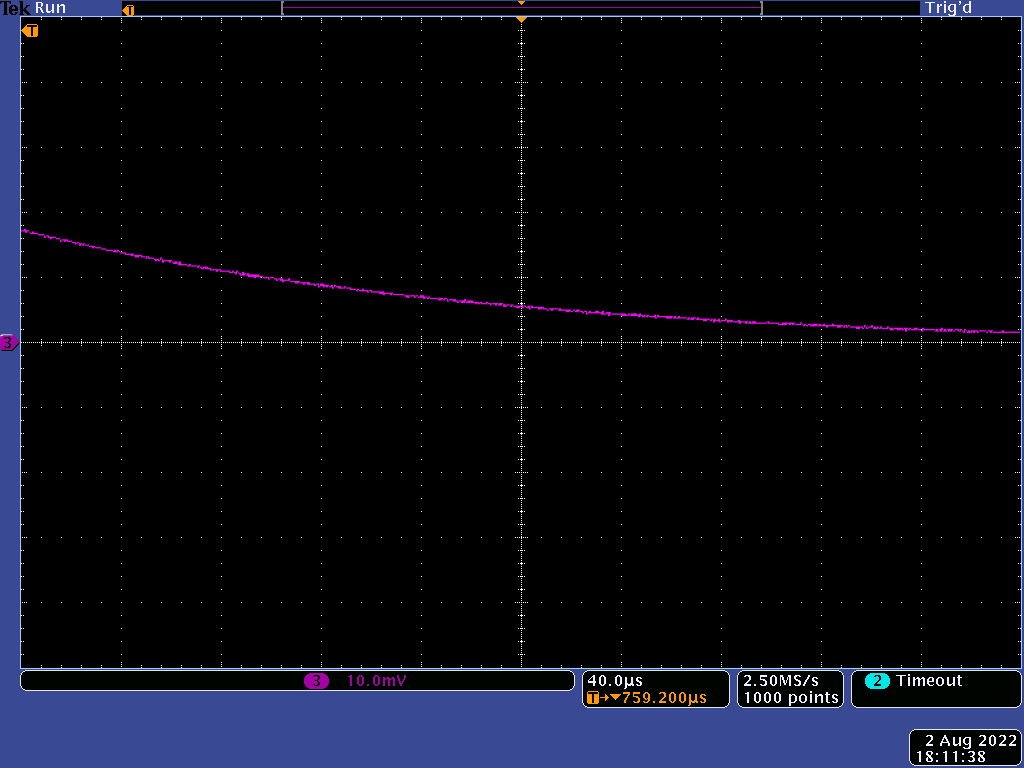 Tek Run
Trig'd
T
T
3
3 10.0mV
40.0µs
T→▼759.200µs
2.50MS/s
1000 points
2 Timeout
2 Aug 2022
18:11:38